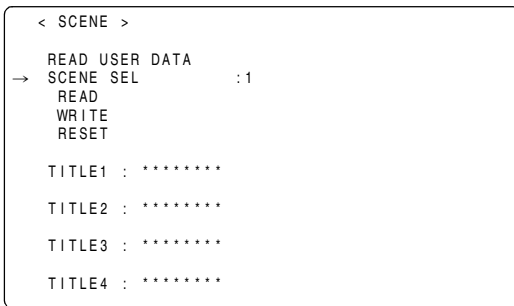 < SCENE >
READ USER DATA
→ SCENE SEL :1
READ
WRITE
RESET
TITLE1 : ********
TITLE2 : ********
TITLE3 : ********
TITLE4 : ********